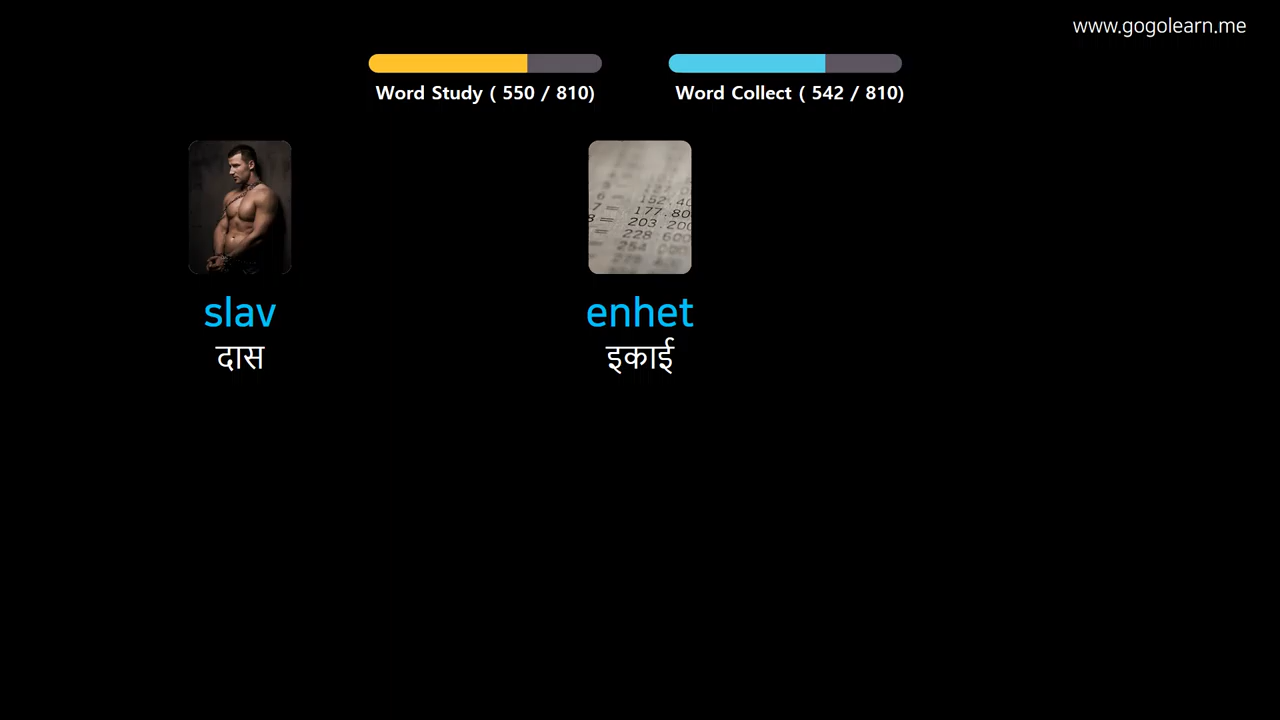 www.gogolearn.me
Word Study ( 550 / 810)
Word Collect ( 542 / 810)
slav
दास
enhet
इकाई